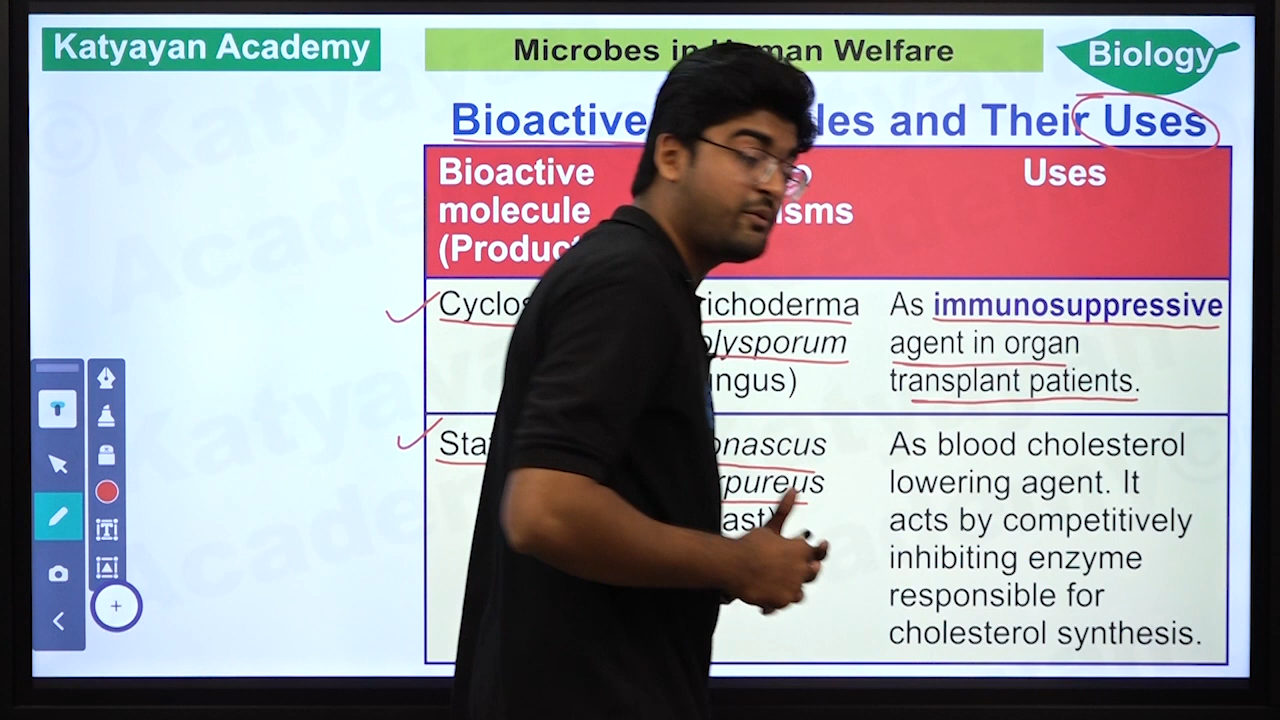 Katyayan Academy
Microbes in Human Welfare
Biology
Bioactive les and Their Uses
Bioactive
molecule
(Product
isms
Uses
Cyclos
richoderma
olysporum
ungus)
As immunosuppressive
agent in organ
transplant patients.
Sta
onascus
rpureus
ast)
As blood cholesterol
lowering agent. It
acts by competitively
inhibiting enzyme
responsible for
cholesterol synthesis.